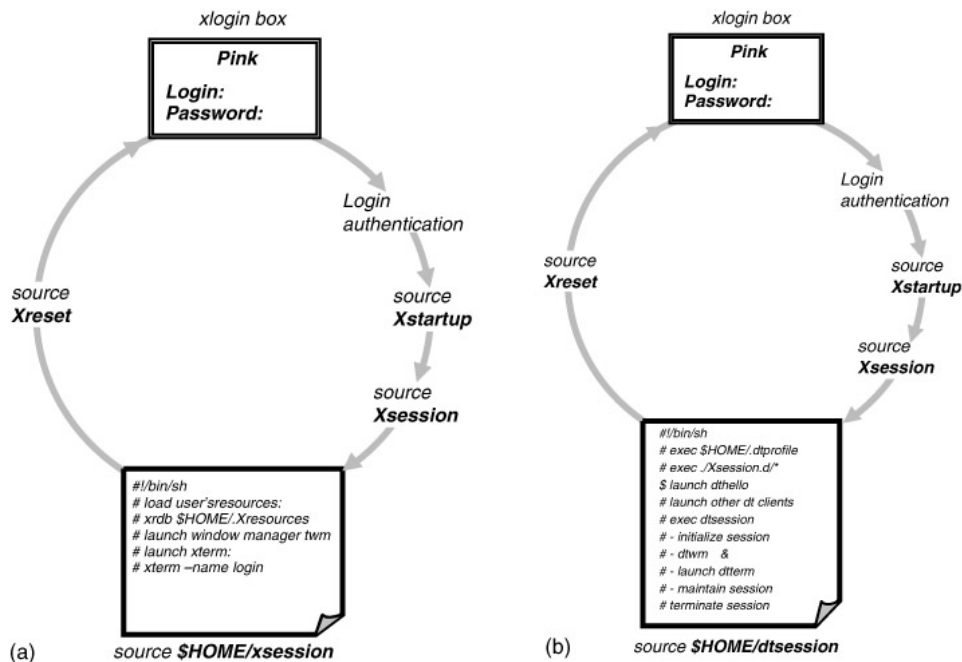 xlogin box
Pink
Login:
Password:
Login
authentication
source
Xstartup
source
Xsession
source
Xreset
#!/bin/sh
# load user'sresources:
# xrdb $HOME/.Xresources
# launch window manager twm
# launch xterm:
# xterm –name login
(a)
source $HOME/xsession
xlogin box
Pink
Login:
Password:
Login
authentication
source
Xstartup
source
Xsession
source
Xreset
#!/bin/sh
# exec $HOME/.dtprofile
# exec ./Xsession.d/*
$ launch dthello
# launch other dt clients
# exec dtsession
# - initialize session
# - dtwm &
# - launch dtterm
# - maintain session
# terminate session
(b)
source $HOME/dtsession